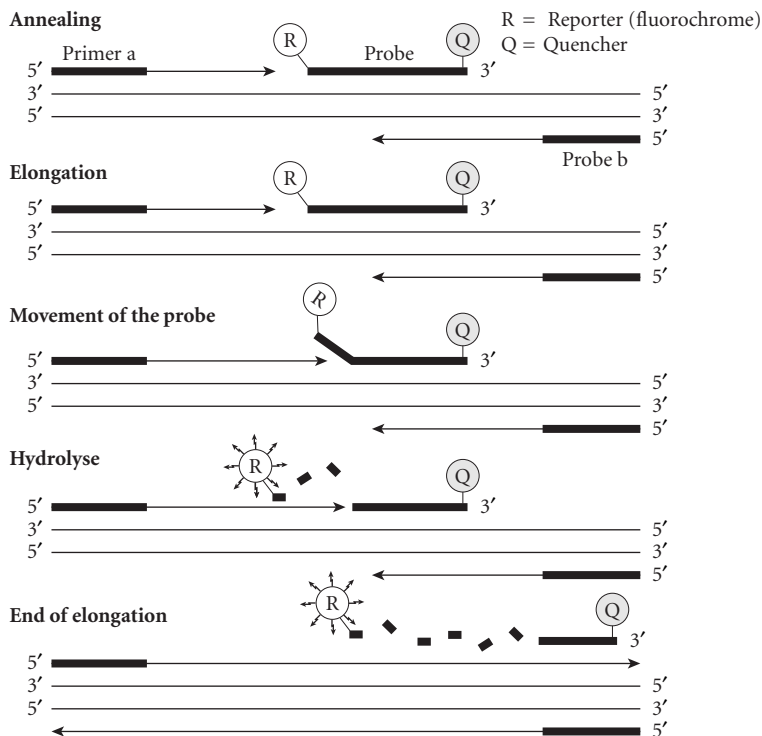 Annealing
R = Reporter (fluorochrome)
Q = Quencher
R
Q
Primer a
Probe
5′
3′
3′
5′
5′
3′
5′
Probe b
Elongation
R
Q
5′
3′
3′
5′
5′
3′
5′
Movement of the probe
R
Q
5′
3′
3′
5′
5′
3′
5′
Hydrolyse
R
Q
5′
3′
3′
5′
5′
3′
5′
End of elongation
R
Q
3′
5′
3′
5′
5′
3′
5′